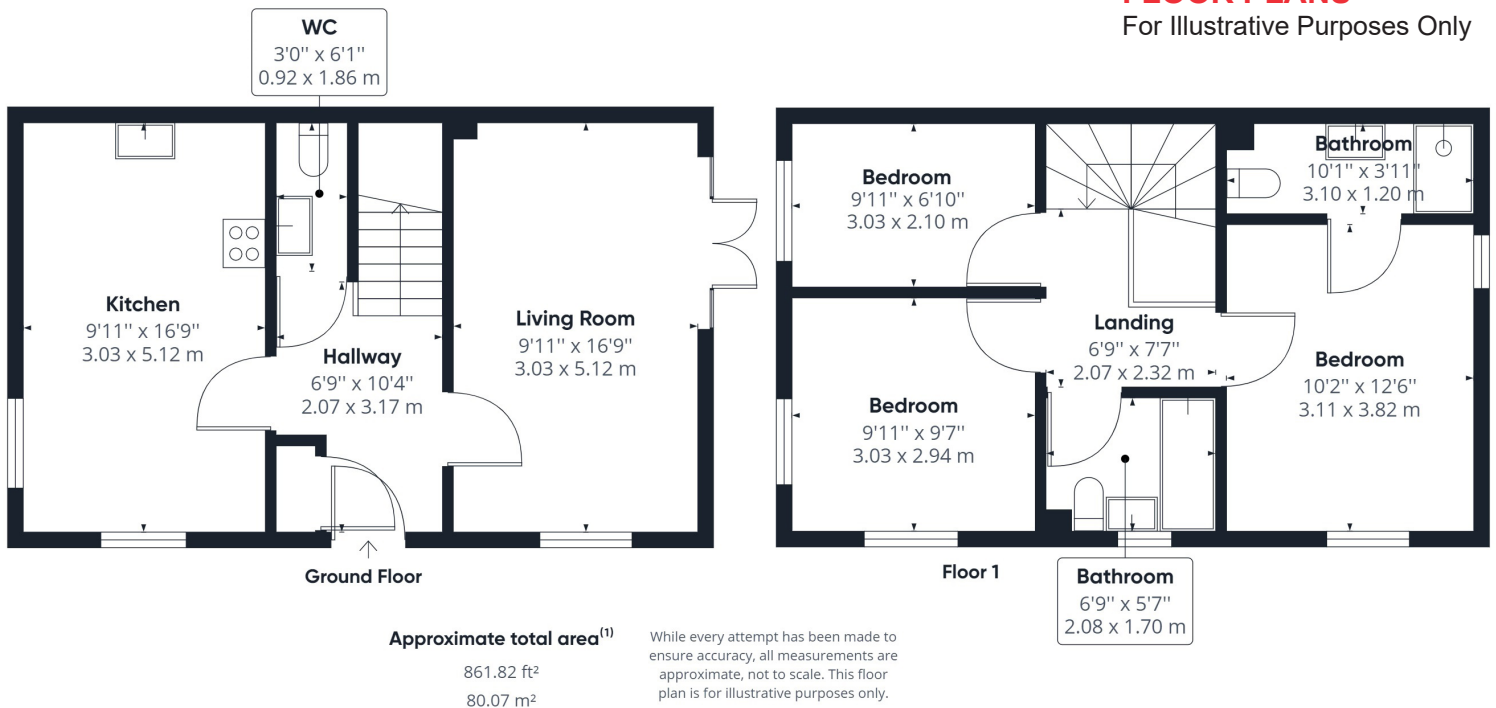 FLOOR PLANS
For Illustrative Purposes Only
WC
3'0'' x 6'1''
0.92 x 1.86 m
Kitchen
9'11'' x 16'9''
3.03 x 5.12 m
Hallway
6'9'' x 10'4''
2.07 x 3.17 m
Living Room
9'11'' x 16'9''
3.03 x 5.12 m
Ground Floor
Bedroom
9'11'' x 6'10''
3.03 x 2.10 m
Bathroom
10'1'' x 3'11''
3.10 x 1.20 m
Landing
6'9'' x 7'7''
2.07 x 2.32 m
Bedroom
10'2'' x 12'6''
3.11 x 3.82 m
Bedroom
9'11'' x 9'7''
3.03 x 2.94 m
Floor 1
Bathroom
6'9'' x 5'7''
2.08 x 1.70 m
Approximate total area(1)
861.82 ft²
80.07 m²
While every attempt has been made to
ensure accuracy, all measurements are
approximate, not to scale. This floor
plan is for illustrative purposes only.